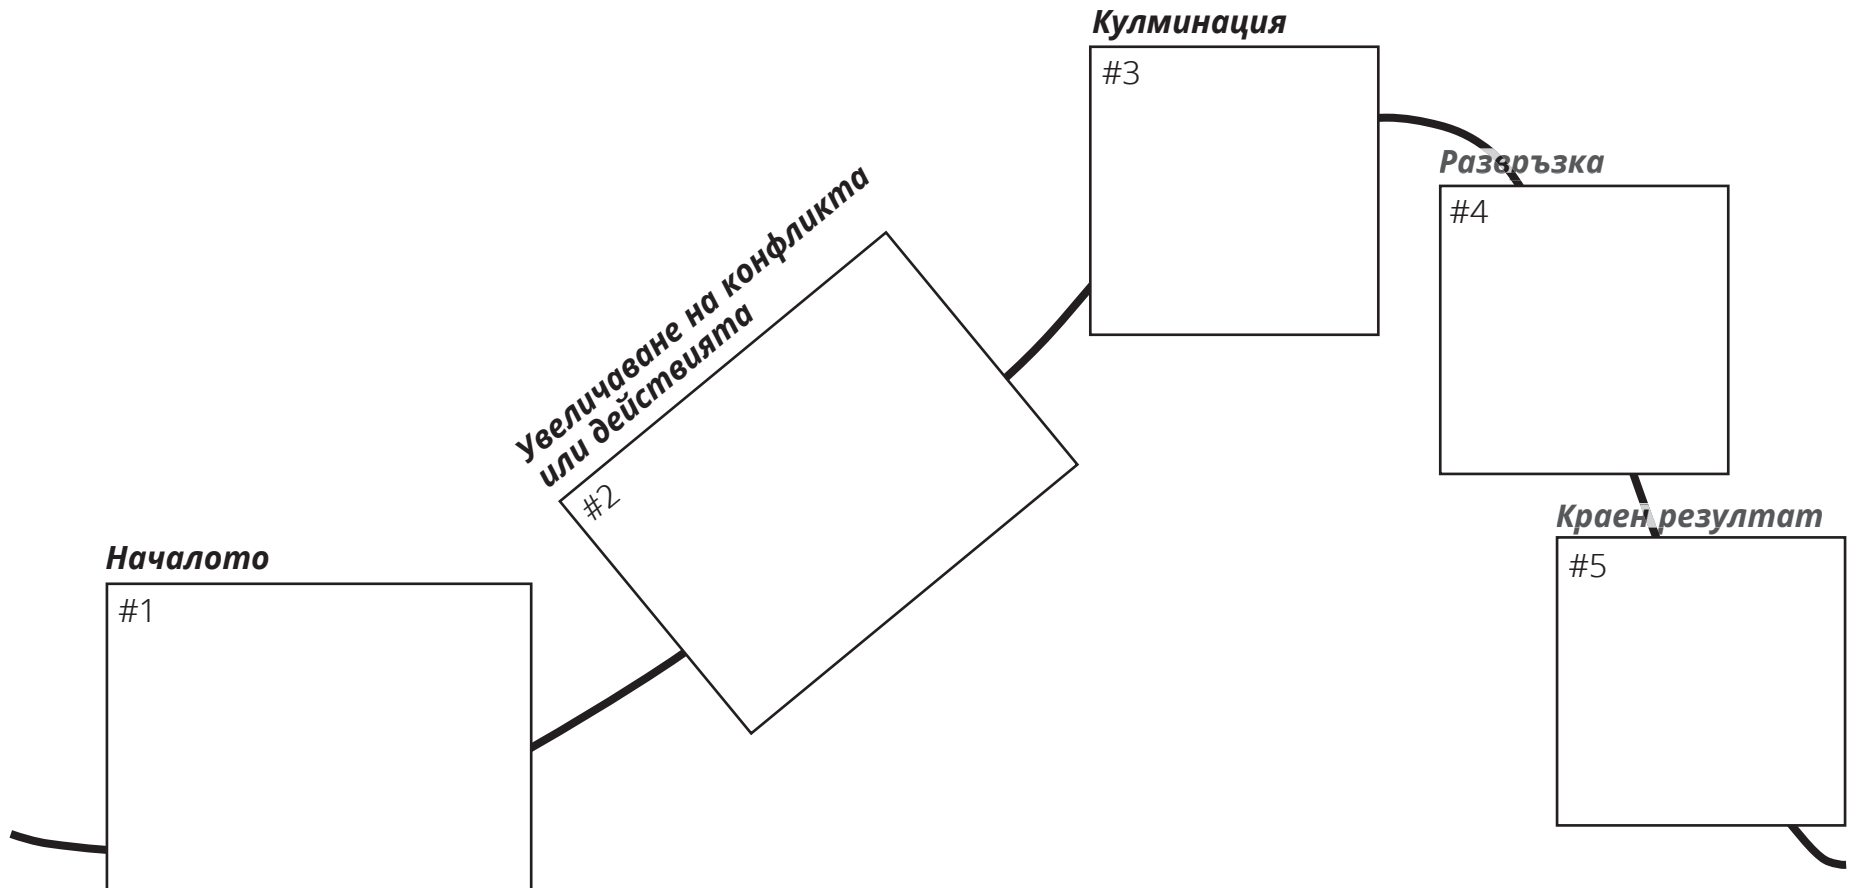 Кулминация
#3
Развръзка
#4
Увеличаване на конфликта
или действията
#2
Краен резултат
#5
Началото
#1